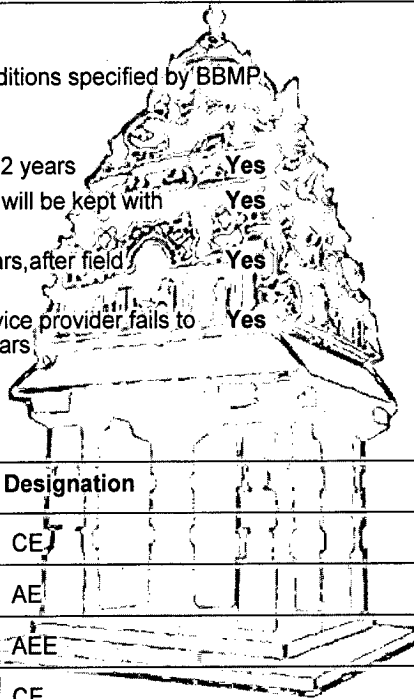 ditions specified by BBMP
2 years Yes
will be kept with Yes
ars,after field Yes
vice provider fails to Yes
ars
Designation
CE
AE
AEE
CE